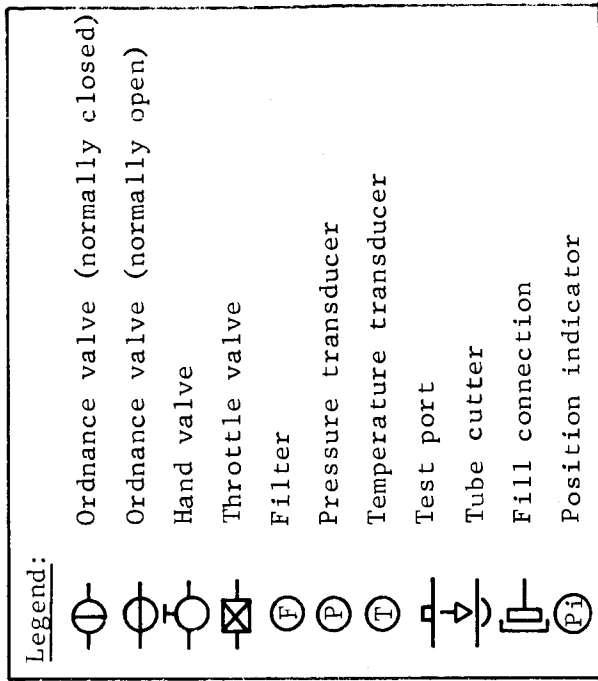 Legend:
Ordnance valve (normally closed)
Ordnance valve (normally open)
Hand valve
Throttle valve
F Filter
P Pressure transducer
T Temperature transducer
Test port
Tube cutter
Fill connection
Pi Position indicator